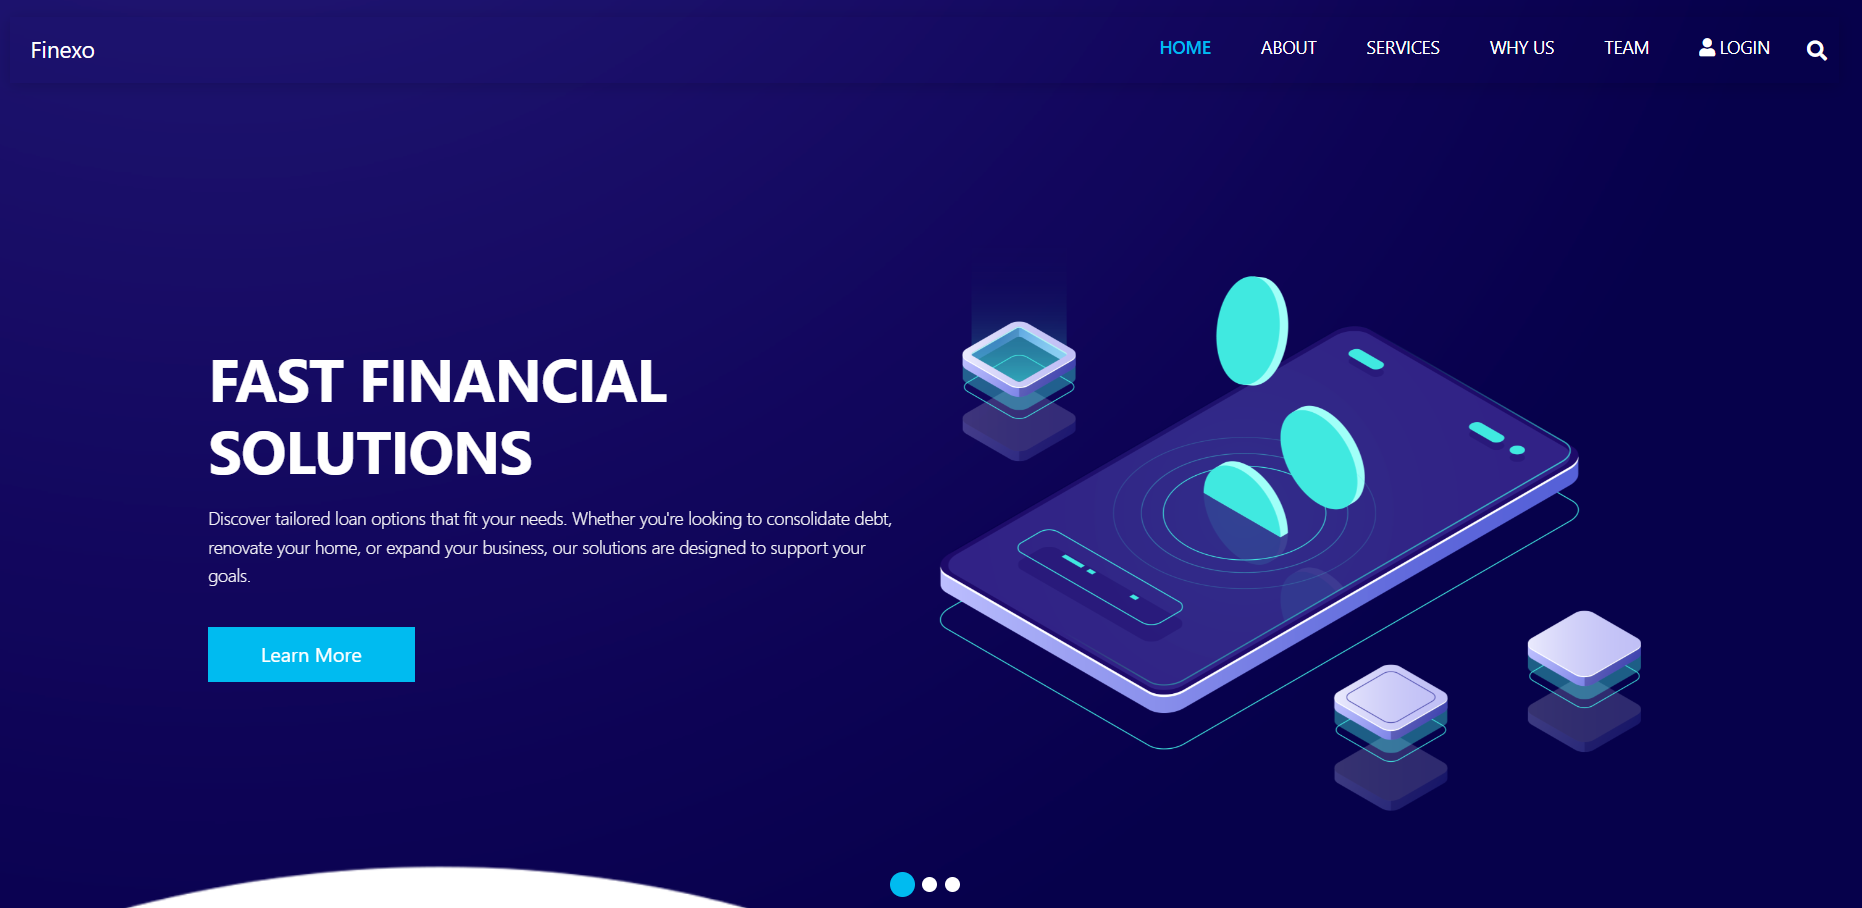 Finexo
HOME
ABOUT
SERVICES
WHY US
TEAM
LOGIN
FAST FINANCIAL
SOLUTIONS
Discover tailored loan options that fit your needs. Whether you're looking to consolidate debt,
renovate your home, or expand your business, our solutions are designed to support your
goals.
Learn More